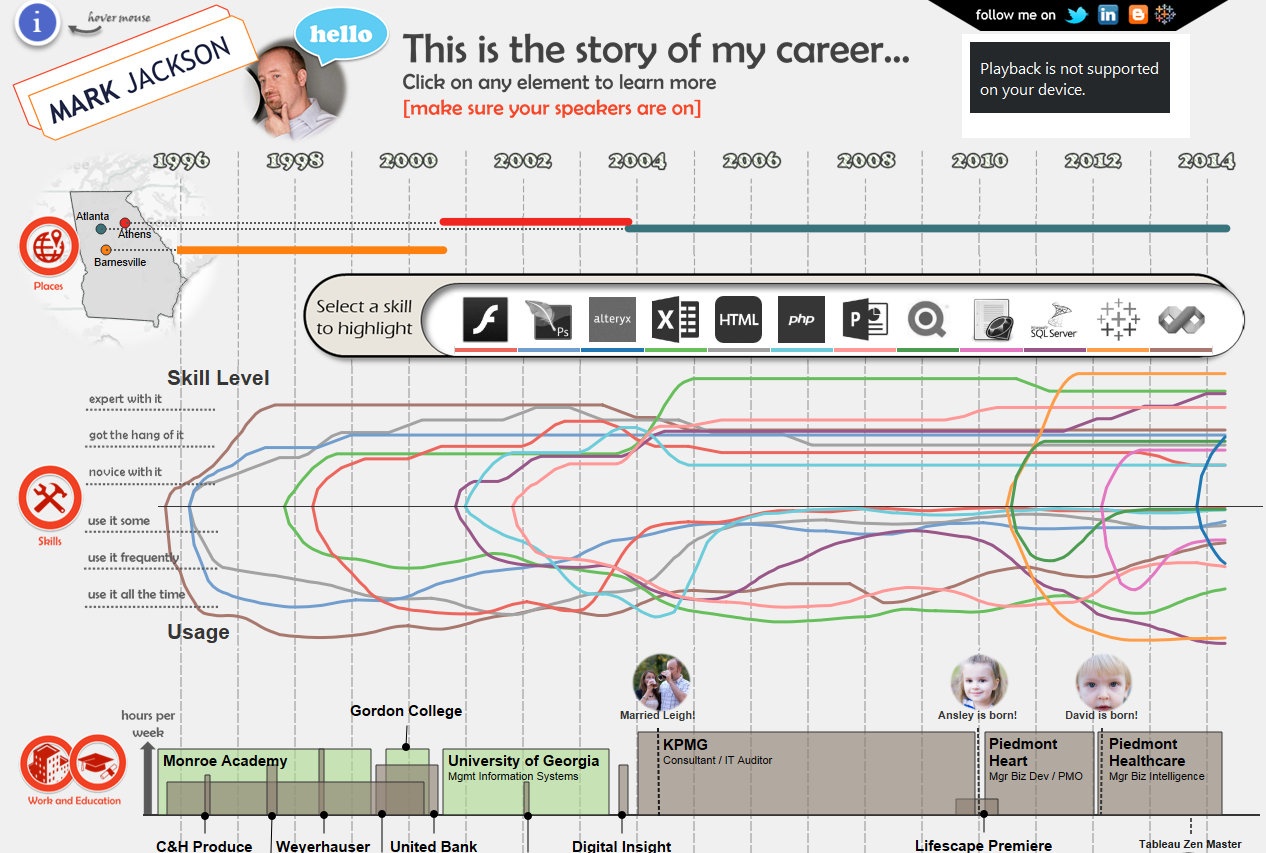 i
hover mouse
MARK JACKSON
hello
This is the story of my career...
Click on any element to learn more
[make sure your speakers are on]
follow me on
in
Playback is not supported
on your device.
1996 1998 2000 2002 2004 2006 2008 2010 2012 2014
Atlanta
Athens
Barnesville
Places
Select a skill
to highlight
Ps
alteryx
X
HTML
php
P
SQL Server
Skill Level
expert with it
got the hang of it
novice with it
use it some
Skills
use it frequently
use it all the time
Usage
Married Leigh!
Ansley is born!
David is born!
hours per
week
Gordon College
Monroe Academy
University of Georgia
Mgmt Information Systems
KPMG
Consultant / IT Auditor
Piedmont
Heart
Mgr Biz Dev / PMO
Piedmont
Healthcare
Mgr Biz Intelligence
Work and Education
C&H Produce
Weyerhauser
United Bank
Digital Insight
Lifescape Premiere
Tableau Zen Master